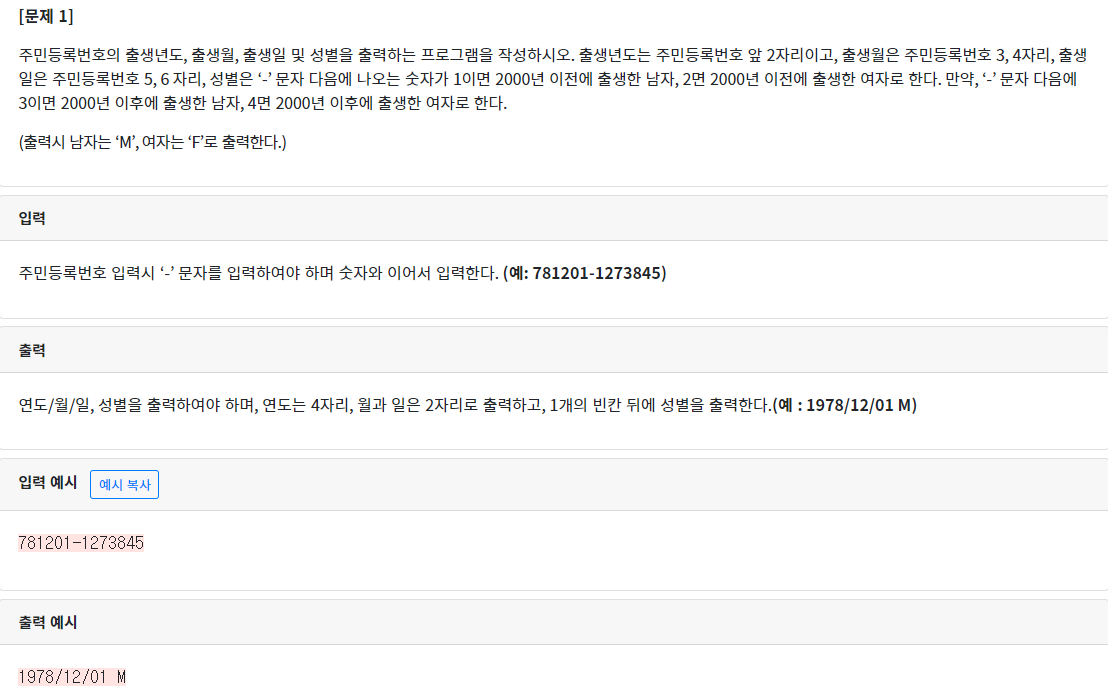 [문제 1]
주민등록번호의 출생년도, 출생월, 출생일 및 성별을 출력하는 프로그램을 작성하시오. 출생년도는 주민등록번호 앞 2자리이고, 출생월은 주민등록번호 3, 4자리, 출생
일은 주민등록번호 5, 6 자리, 성별은 ‘-’ 문자 다음에 나오는 숫자가 1이면 2000년 이전에 출생한 남자, 2면 2000년 이전에 출생한 여자로 한다. 만약, ‘-’ 문자 다음에
3이면 2000년 이후에 출생한 남자, 4면 2000년 이후에 출생한 여자로 한다.
(출력시 남자는 ‘M’, 여자는 ‘F’로 출력한다.)
입력
주민등록번호 입력시 ‘-’ 문자를 입력하여야 하며 숫자와 이어서 입력한다. (예: 781201-1273845)
출력
연도/월/일, 성별을 출력하여야 하며, 연도는 4자리, 월과 일은 2자리로 출력하고, 1개의 빈칸 뒤에 성별을 출력한다.(예 : 1978/12/01 M)
입력 예시 예시 복사
781201-1273845
출력 예시
1978/12/01 M